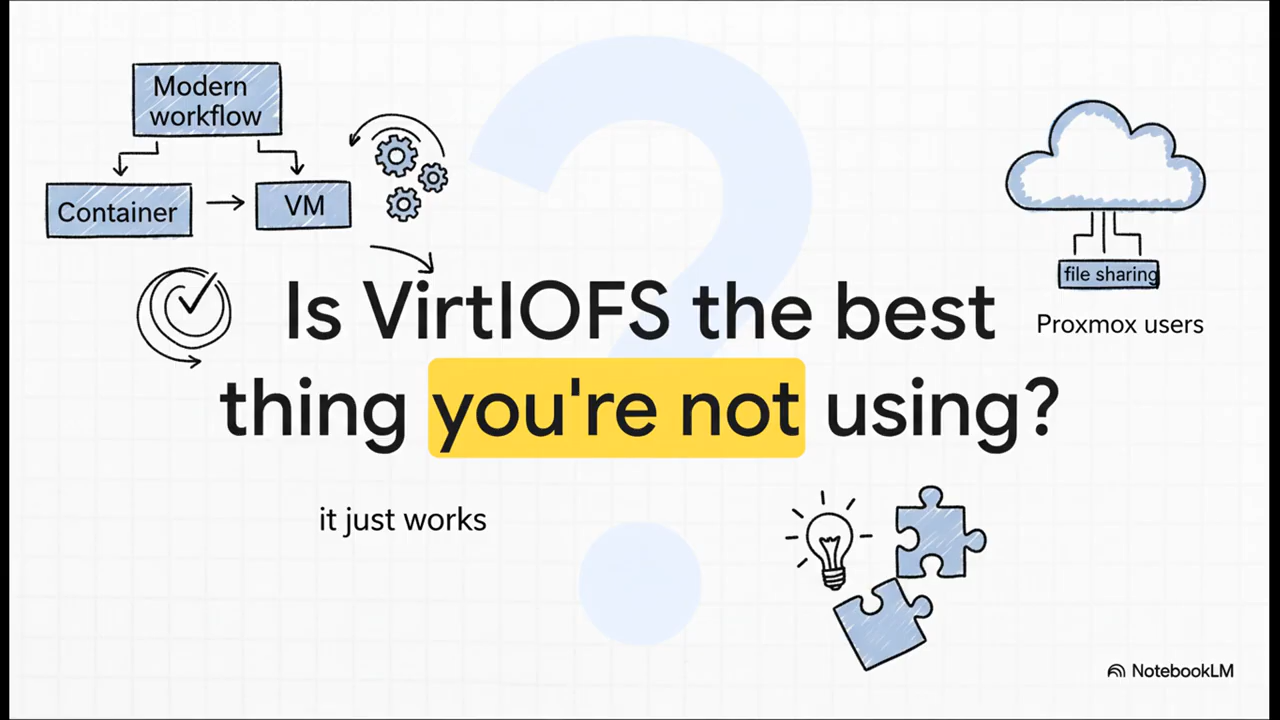 Modern
workflow
Container
VM
file sharing
Proxmox users
Is VirtIOFS the best
thing you're not using?
it just works
NotebookLM